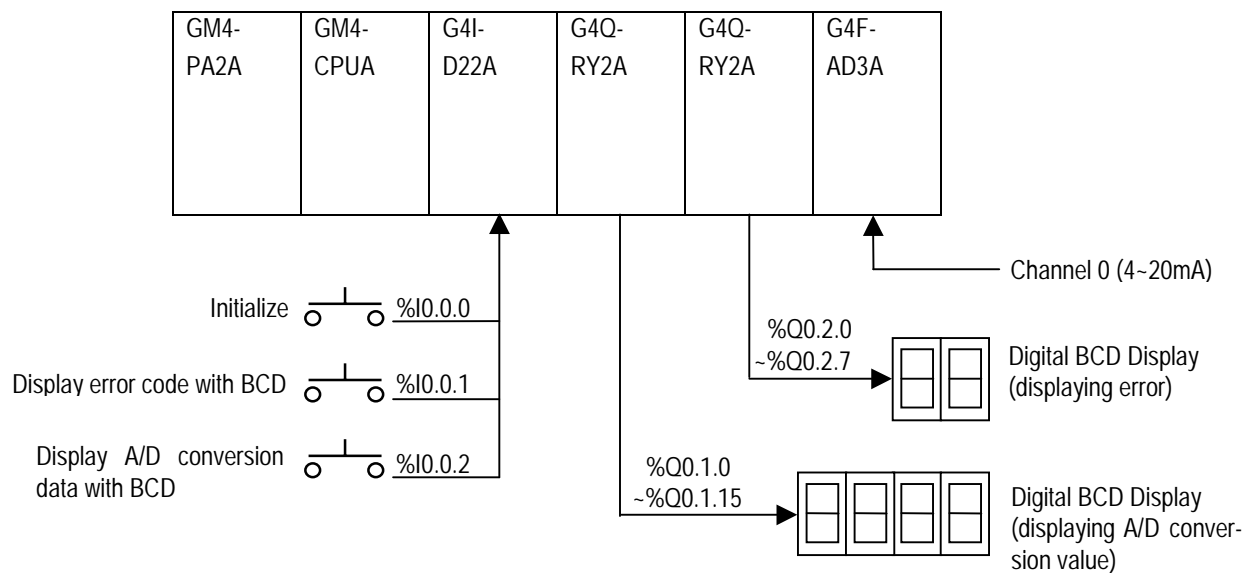 GM4-
PA2A
GM4-
CPUA
G4I-
D22A
G4Q-
RY2A
G4Q-
RY2A
G4F-
AD3A
Channel 0 (4~20mA)
Initialize
%I0.0.0
%Q0.2.0
~%Q0.2.7
Digital BCD Display
(displaying error)
Display error code with BCD
%I0.0.1
Display A/D conversion
data with BCD
%I0.0.2
%Q0.1.0
~%Q0.1.15
Digital BCD Display
(displaying A/D conver-
sion value)